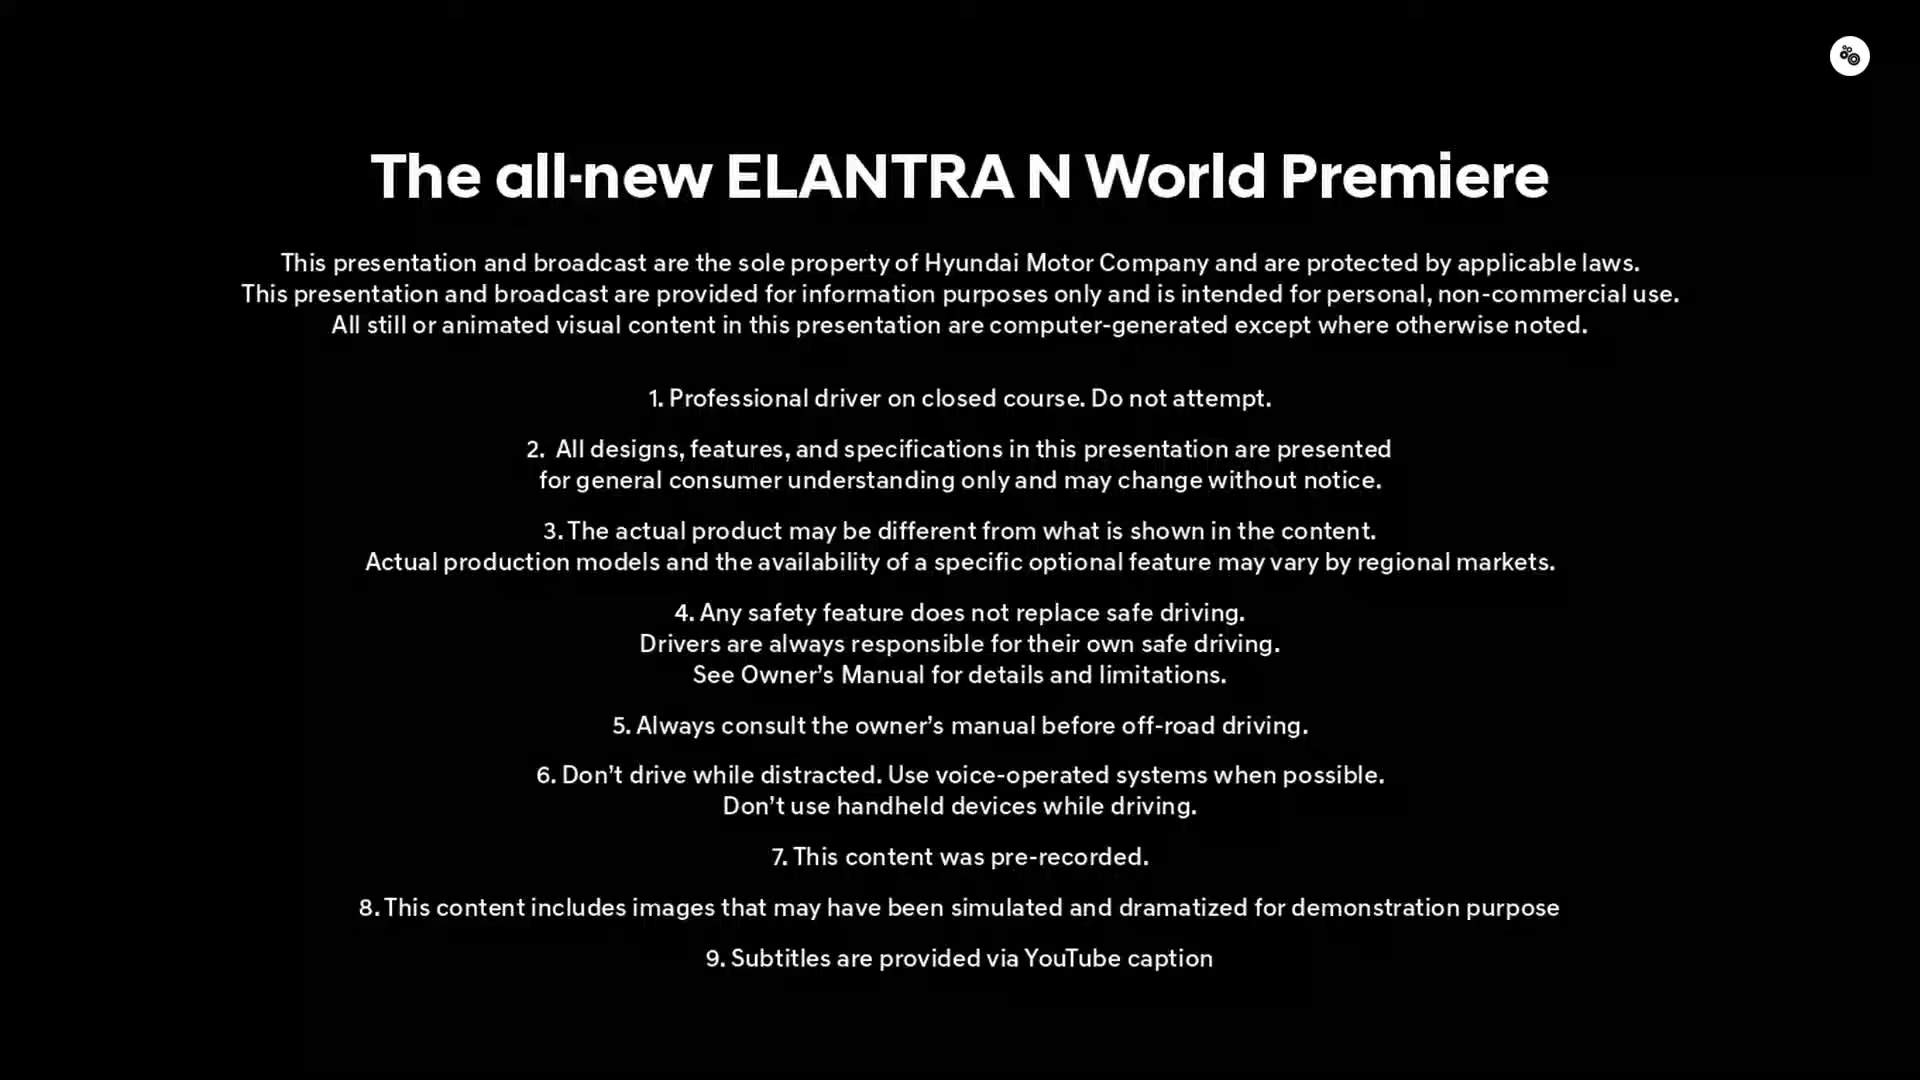 The all-new ELANTRA N World Premiere
This presentation and broadcast are the sole property of Hyundai Motor Company and are protected by applicable laws.
This presentation and broadcast are provided for information purposes only and is intended for personal, non-commercial use.
All still or animated visual content in this presentation are computer-generated except where otherwise noted.
1. Professional driver on closed course. Do not attempt.
2. All designs, features, and specifications in this presentation are presented
for general consumer understanding only and may change without notice.
3. The actual product may be different from what is shown in the content.
Actual production models and the availability of a specific optional feature may vary by regional markets.
4. Any safety feature does not replace safe driving.
Drivers are always responsible for their own safe driving.
See Owner’s Manual for details and limitations.
5. Always consult the owner’s manual before off-road driving.
6. Don’t drive while distracted. Use voice-operated systems when possible.
Don’t use handheld devices while driving.
7. This content was pre-recorded.
8. This content includes images that may have been simulated and dramatized for demonstration purpose
9. Subtitles are provided via YouTube caption